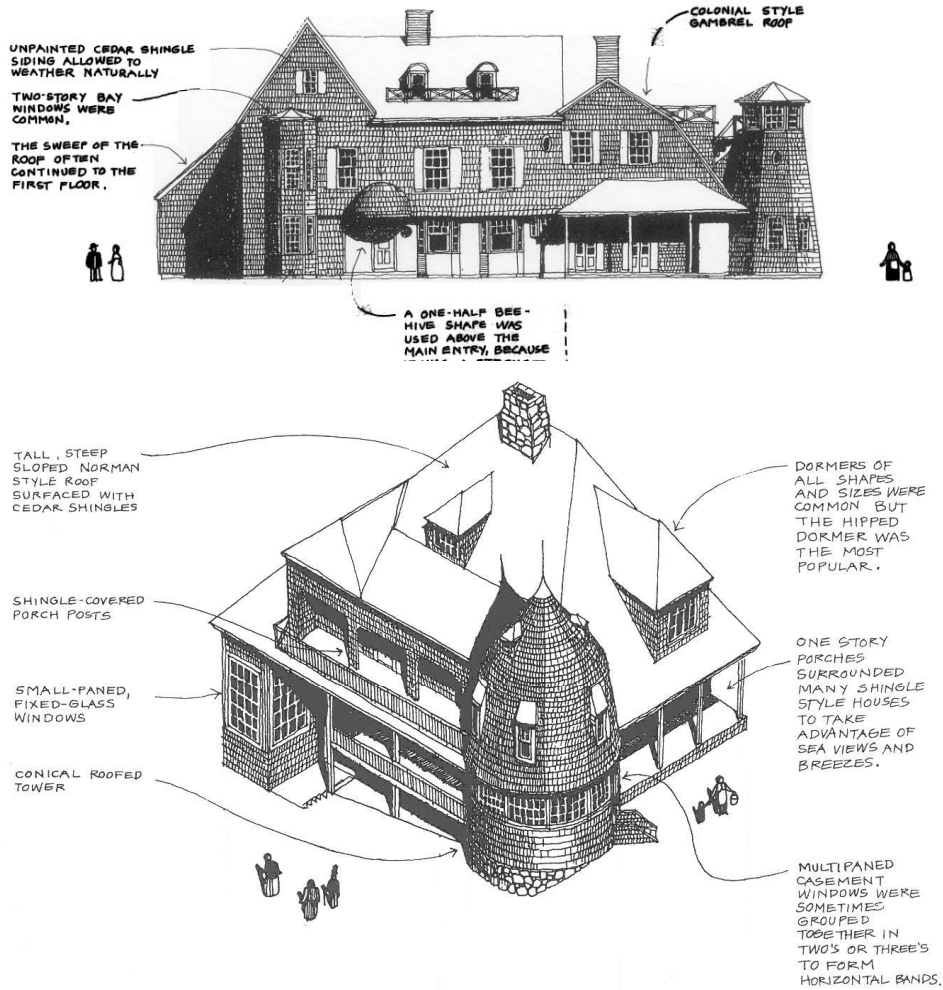 COLONIAL STYLE
GAMBREL ROOF
UNPAINTED CEDAR SHINGLE
SIDING ALLOWED TO
WEATHER NATURALLY
TWO-STORY BAY
WINDOWS WERE
COMMON.
THE SWEEP OF THE
ROOF OFTEN
CONTINUED TO THE
FIRST FLOOR.
A ONE-HALF BEE-
HIVE SHAPE WAS
USED ABOVE THE
MAIN ENTRY, BECAUSE
TALL, STEEP
SLOPED NORMAN
STYLE ROOF
SURFACED WITH
CEDAR SHINGLES
SHINGLE-COVERED
PORCH POSTS
SMALL-PANED,
FIXED-GLASS
WINDOWS
CONICAL ROOFED
TOWER
DORMERS OF
ALL SHAPES
AND SIZES WERE
COMMON BUT
THE HIPPED
DORMER WAS
THE MOST
POPULAR.
ONE STORY
PORCHES
SURROUNDED
MANY SHINGLE
STYLE HOUSES
TO TAKE
ADVANTAGE OF
SEA VIEWS AND
BREEZES.
MULTIPANED
CASEMENT
WINDOWS WERE
SOMETIMES
GROUPED
TOGETHER IN
TWO'S OR THREE'S
TO FORM
HORIZONTAL BANDS.